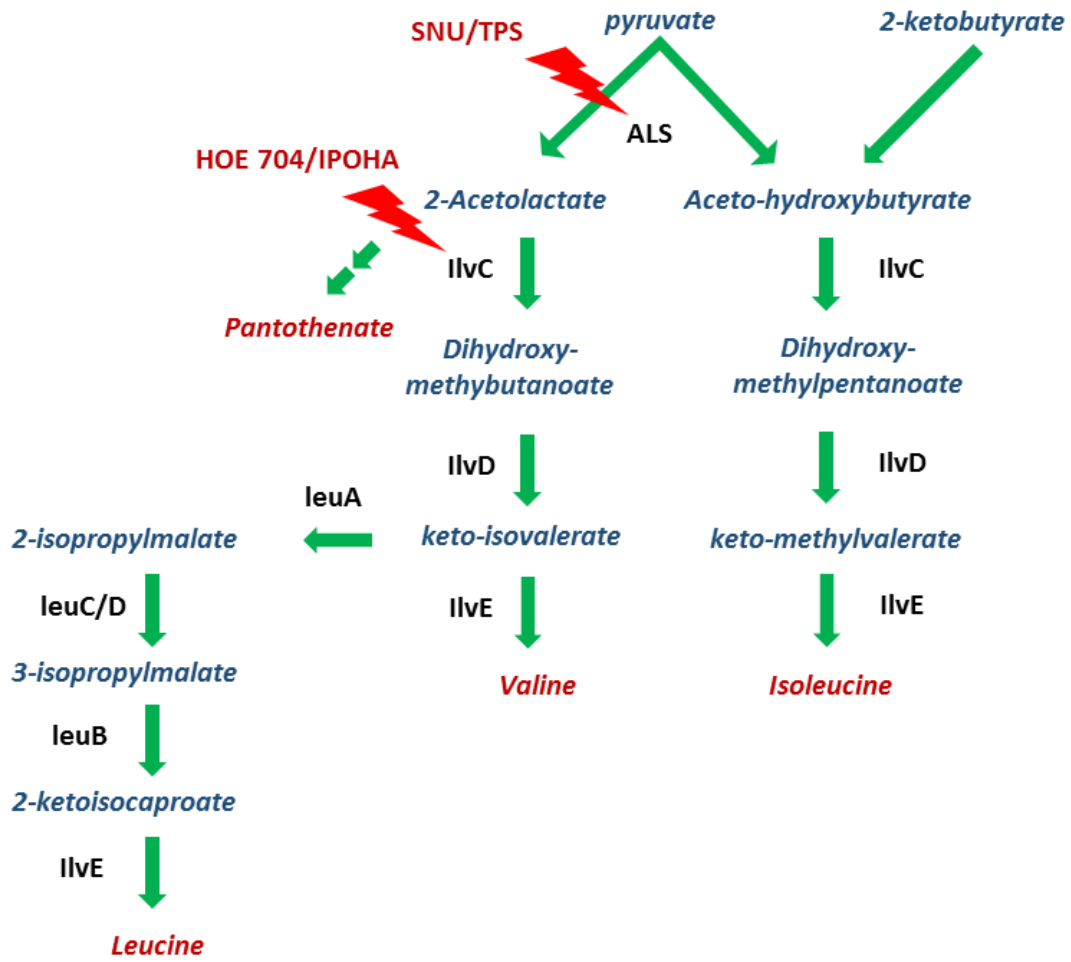 SNU/TPS
pyruvate
2-ketobutyrate
ALS
HOE 704/IPOHA
2-Acetolactate
Aceto-hydroxybutyrate
IlvC
IlvC
Pantothenate
Dihydroxy-
methybutanoate
Dihydroxy-
methylpentanoate
IlvD
IlvD
leuA
2-isopropylmalate
keto-isovalerate
keto-methylvalerate
leuC/D
IlvE
IlvE
3-isopropylmalate
Valine
Isoleucine
leuB
2-ketoisocaproate
IlvE
Leucine